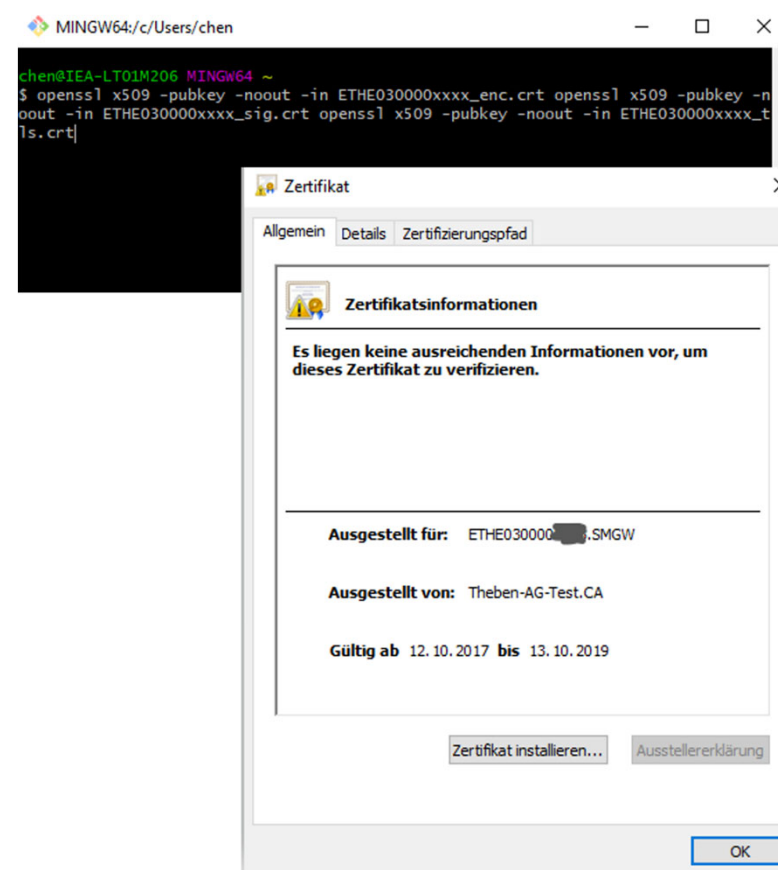 MINGW64:/c/Users/chen
chen@IEA-LT01M206 MINGW64 ~
$ openssl x509 -pubkey -noout -in ETHE030000xxxx_enc.crt openssl x509 -pubkey -n
oout -in ETHE030000xxxx_sig.crt openssl x509 -pubkey -noout -in ETHE030000xxxx_t
ls.crt
Zertifikat
Allgemein Details Zertifizierungspfad
Zertifikatsinformationen
Es liegen keine ausreichenden Informationen vor, um
dieses Zertifikat zu verifizieren.
Ausgestellt für: ETHE030000 .SMGW
Ausgestellt von: Theben-AG-Test.CA
Gültig ab 12.10.2017 bis 13.10.2019
Zertifikat installieren... Ausstellererklärung
OK